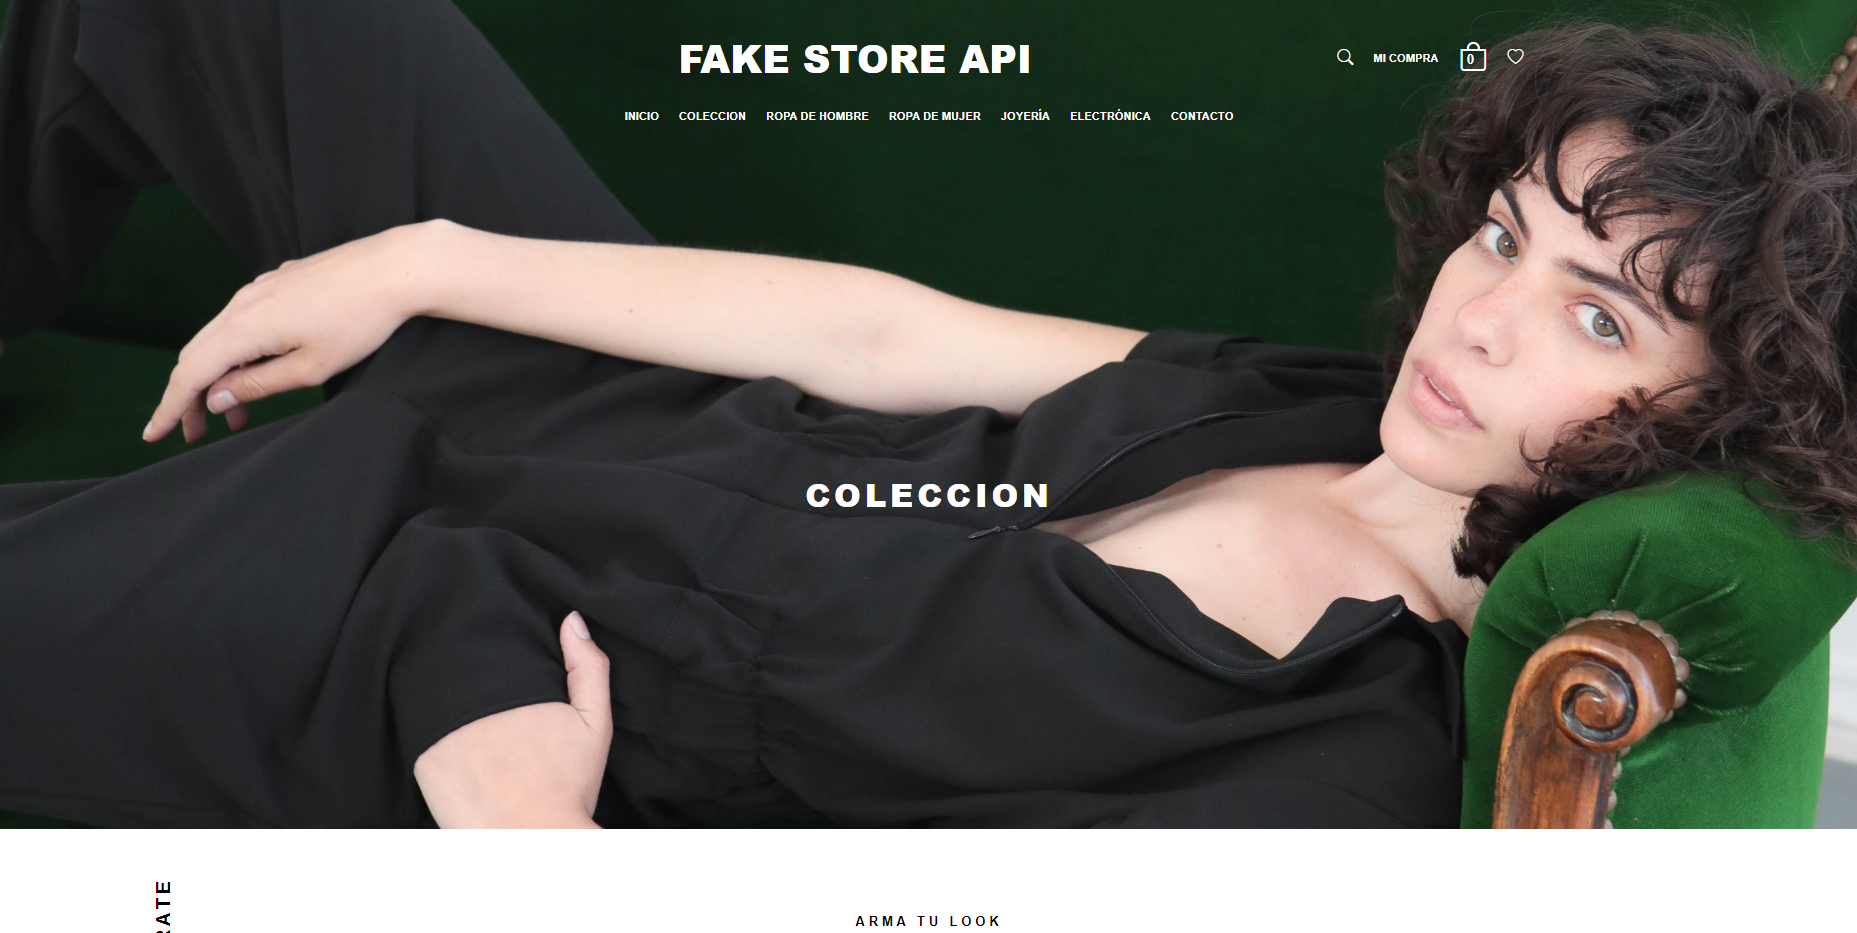 FAKE STORE API
MI COMPRA
0
INICIO COLECCION ROPA DE HOMBRE ROPA DE MUJER JOYERÍA ELECTRÓNICA CONTACTO
COLECCION
ARMA TU LOOK